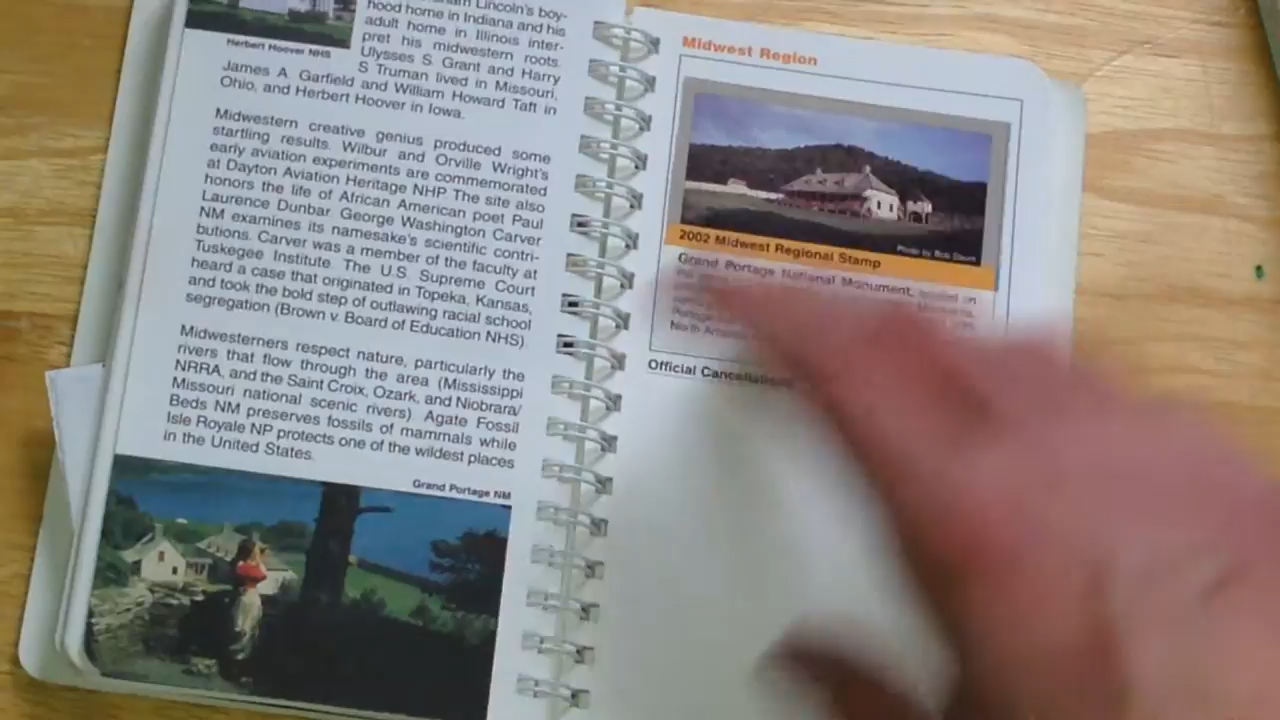 Lincoln's boy-
hood home in Indiana and his
adult home in Illinois inter-
pret his midwestern roots.
Ulysses S. Grant and Harry
S Truman lived in Missouri,
James A. Garfield and William Howard Taft in
Ohio, and Herbert Hoover in Iowa.
Herbert Hoover NHS
Midwestern creative genius produced some
startling results. Wilbur and Orville Wright's
early aviation experiments are commemorated
at Dayton Aviation Heritage NHP. The site also
honors the life of African American poet Paul
Laurence Dunbar. George Washington Carver
NM examines its namesake's scientific contri-
butions. Carver was a member of the faculty at
Tuskegee Institute. The U.S. Supreme Court
heard a case that originated in Topeka, Kansas,
and took the bold step of outlawing racial school
segregation (Brown v. Board of Education NHS).
Midwesterners respect nature, particularly the
rivers that flow through the area (Mississippi
NRRA, and the Saint Croix, Ozark, and Niobrara/
Missouri national scenic rivers). Agate Fossil
Beds NM preserves fossils of mammals while
Isle Royale NP protects one of the wildest places
in the United States.
Grand Portage NM
Midwest Region
Photo by Bob
2002 Midwest Regional Stamp
Grand Portage National Monument,
Portage
North
Official Cancellations